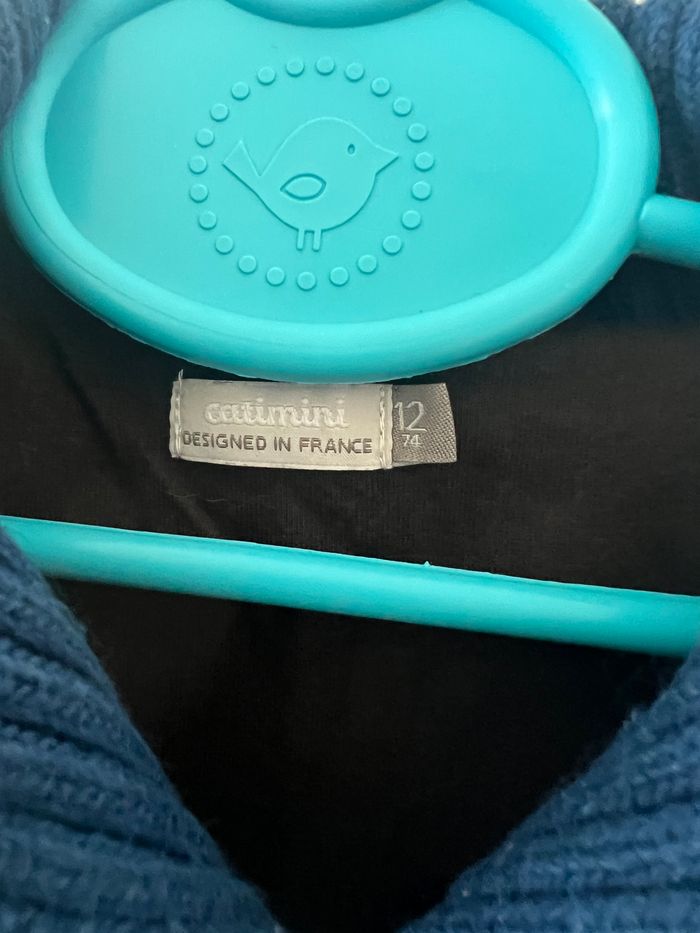 catimini
DESIGNED IN FRANCE
12
74